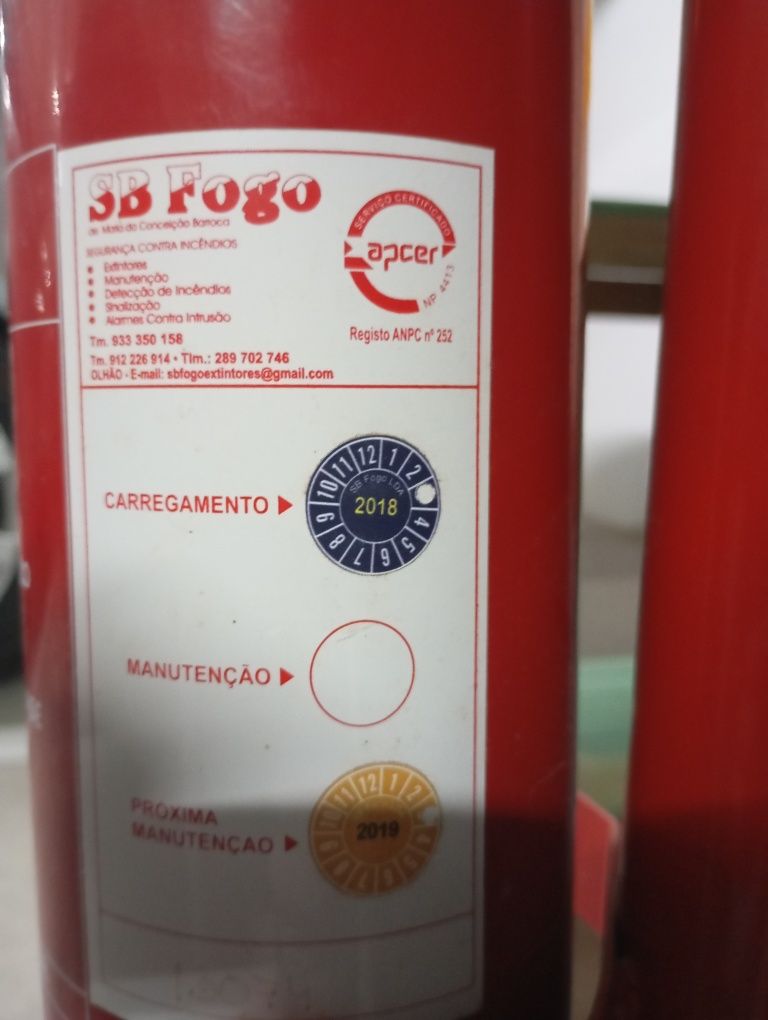 SB Fogo
de Maria da Conceição Barroca
SEGURANÇA CONTRA INCÊNDIOS
• Extintores
• Manutenção
• Detecção de Incêndios
• Sinalização
• Alarmes Contra Intrusão
Tm. 933 350 158
Tm. 912 226 914 • Tlm.: 289 702 746
OLHÃO - E-mail: sbfogoextintores@gmail.com
SERVIÇO CERTIFICADO
apcer
NP 4413
Registo ANPC nº 252
CARREGAMENTO
10 11 12 1 2
SB Fogo LDA
2018
9 8 7 6 5 4
MANUTENÇÃO
PRÓXIMA
MANUTENÇÃO
10 11 12 1 2
2019